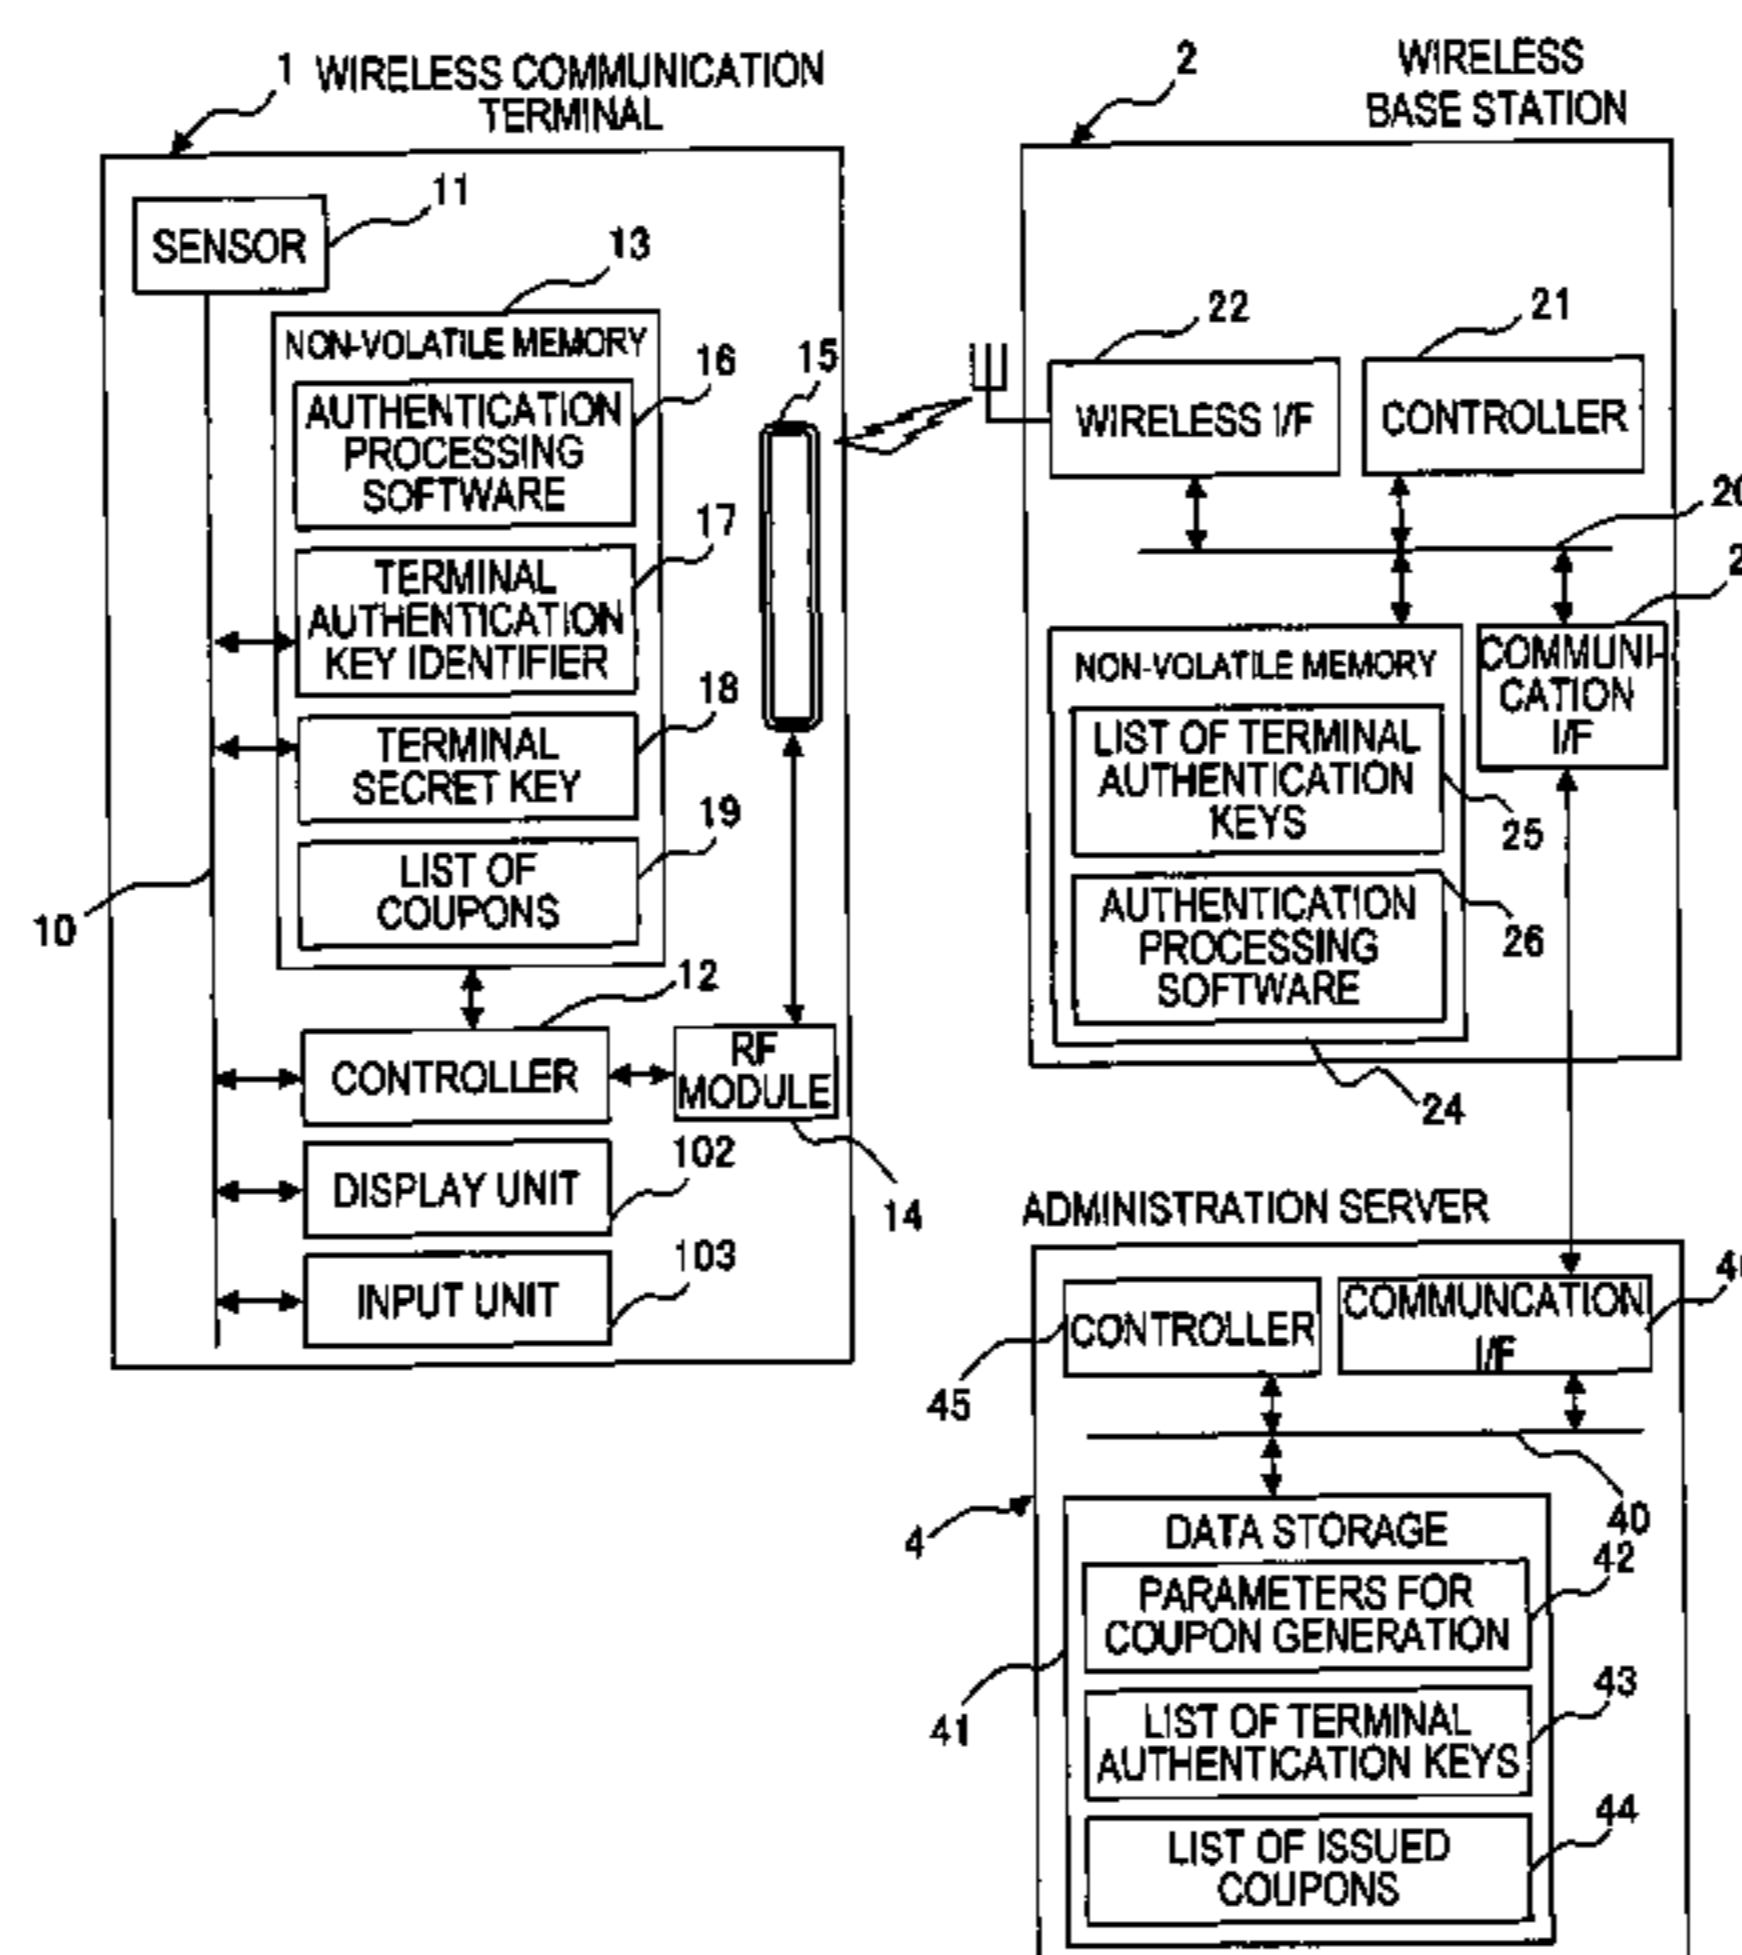 1 WIRELESS COMMUNICATION
TERMINAL
11
SENSOR
13
NON-VOLATILE MEMORY
16
AUTHENTICATION
PROCESSING
SOFTWARE
15
17
TERMINAL
AUTHENTICATION
KEY IDENTIFIER
18
TERMINAL
SECRET KEY
19
LIST OF
COUPONS
10
12
CONTROLLER
RF
MODULE
14
102
DISPLAY UNIT
103
INPUT UNIT
2
WIRELESS
BASE STATION
22
21
WIRELESS I/F
CONTROLLER
20
NON-VOLATILE MEMORY
COMMUNI-
CATION
I/F
LIST OF TERMINAL
AUTHENTICATION
KEYS
25
AUTHENTICATION
PROCESSING
SOFTWARE
26
24
ADMINISTRATION SERVER
CONTROLLER
45
COMMUNCATION
I/F
40
4
DATA STORAGE
42
PARAMETERS FOR
COUPON GENERATION
41
43
LIST OF TERMINAL
AUTHENTICATION KEYS
44
LIST OF ISSUED
COUPONS